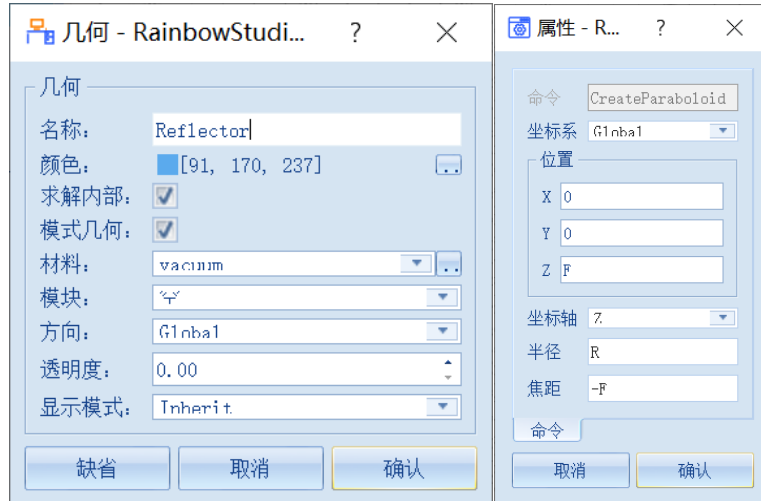 几何 - RainbowStudi... ?
几何
名称： Reflector
颜色： [91, 170, 237] ..
求解内部：
模式几何：
材料： vacuum ..
模块： 空
方向： Global
透明度： 0.00
显示模式： Inherit
缺省 取消 确认
属性 - R... ?
命令 CreateParaboloid
坐标系 Global
位置
X 0
Y 0
Z F
坐标轴 Z
半径 R
焦距 -F
命令
取消 确认